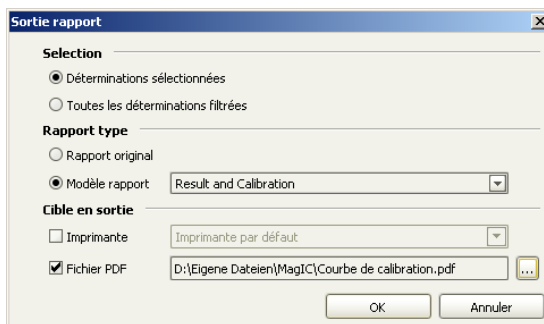 Sortie rapport
Selection
Déterminations sélectionnées
Toutes les déterminations filtrées
Rapport type
Rapport original
Modèle rapport Result and Calibration
Cible en sortie
Imprimante Imprimante par défaut
Fichier PDF D:\Eigene Dateien\MagIC\Courbe de calibration.pdf ...
OK Annuler